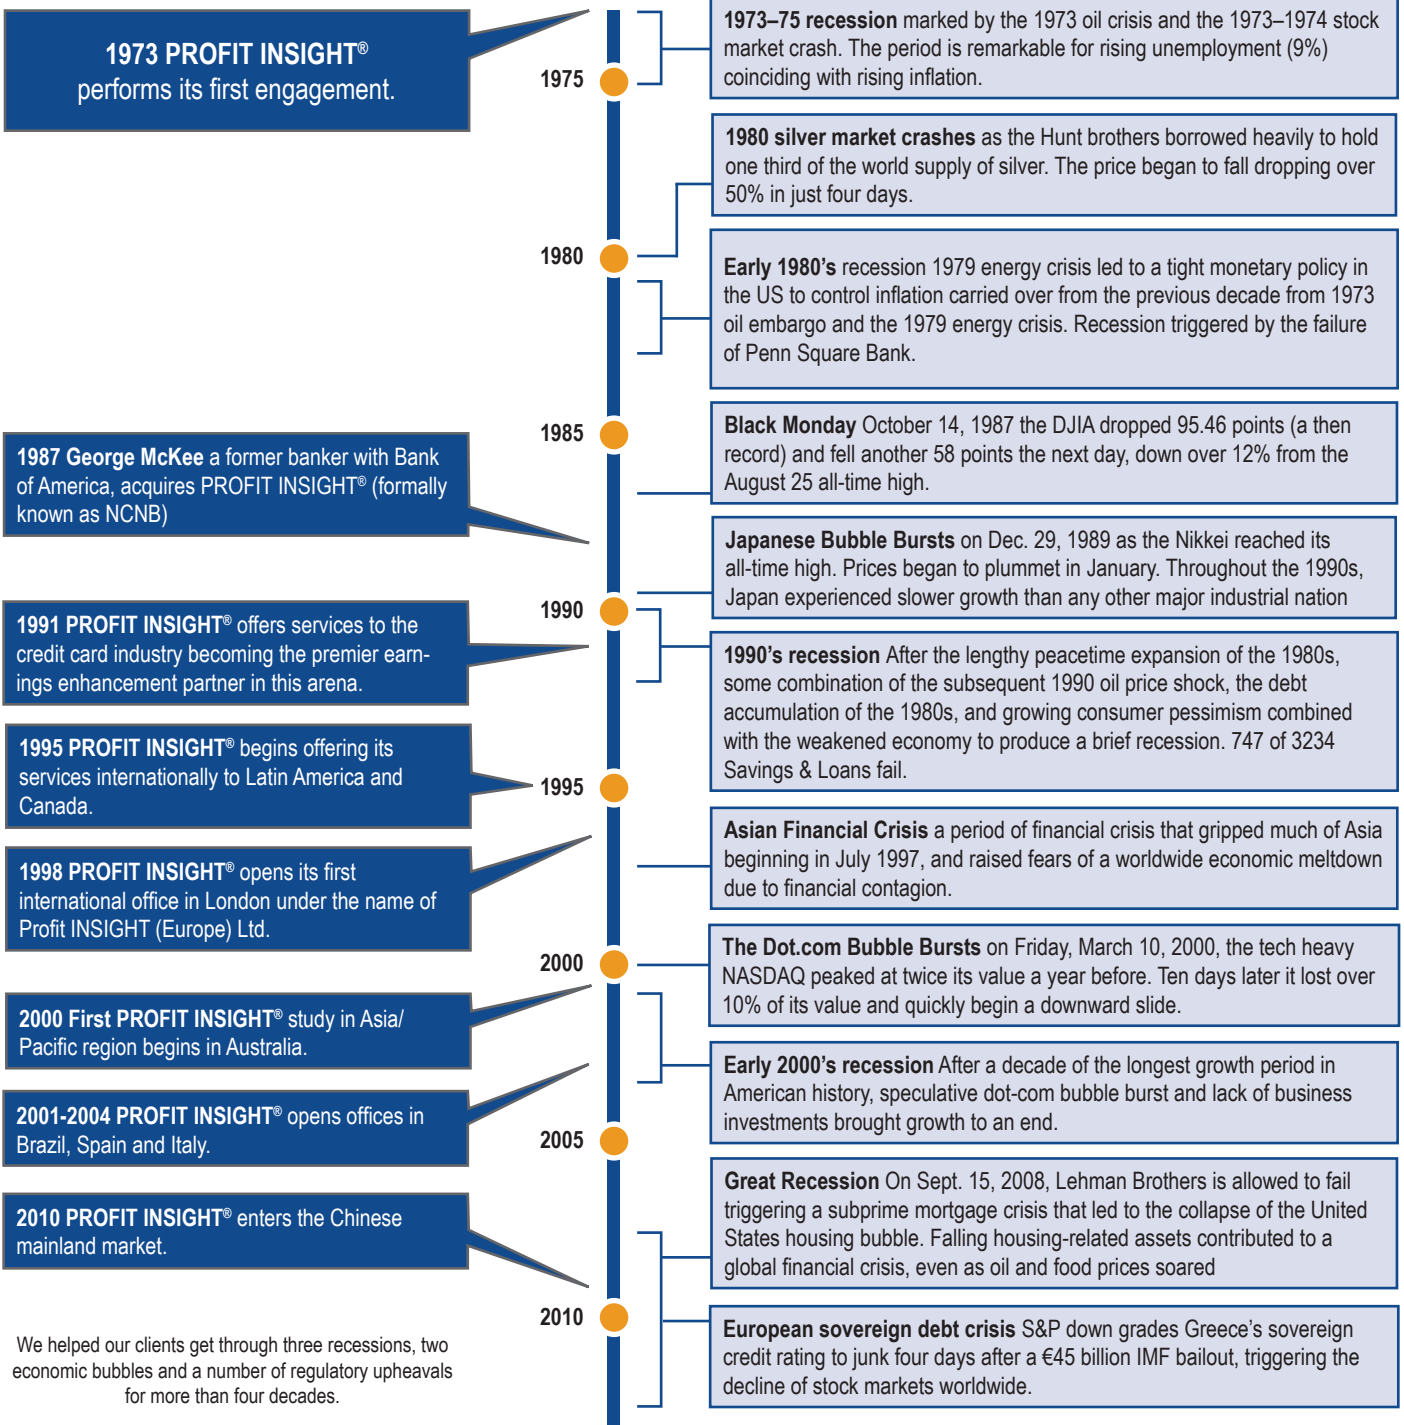 1973 PROFIT INSIGHT®
performs its first engagement.
1973–75 recession marked by the 1973 oil crisis and the 1973–1974 stock
market crash. The period is remarkable for rising unemployment (9%)
coinciding with rising inflation.
1975
1980 silver market crashes as the Hunt brothers borrowed heavily to hold
one third of the world supply of silver. The price began to fall dropping over
50% in just four days.
1980
Early 1980's recession 1979 energy crisis led to a tight monetary policy in
the US to control inflation carried over from the previous decade from 1973
oil embargo and the 1979 energy crisis. Recession triggered by the failure
of Penn Square Bank.
1985
Black Monday October 14, 1987 the DJIA dropped 95.46 points (a then
record) and fell another 58 points the next day, down over 12% from the
August 25 all-time high.
1987 George McKee a former banker with Bank
of America, acquires PROFIT INSIGHT® (formally
known as NCNB)
Japanese Bubble Bursts on Dec. 29, 1989 as the Nikkei reached its
all-time high. Prices began to plummet in January. Throughout the 1990s,
Japan experienced slower growth than any other major industrial nation
1990
1991 PROFIT INSIGHT® offers services to the
credit card industry becoming the premier earn-
ings enhancement partner in this arena.
1990's recession After the lengthy peacetime expansion of the 1980s,
some combination of the subsequent 1990 oil price shock, the debt
accumulation of the 1980s, and growing consumer pessimism combined
with the weakened economy to produce a brief recession. 747 of 3234
Savings & Loans fail.
1995 PROFIT INSIGHT® begins offering its
services internationally to Latin America and
Canada.
1995
Asian Financial Crisis a period of financial crisis that gripped much of Asia
beginning in July 1997, and raised fears of a worldwide economic meltdown
due to financial contagion.
1998 PROFIT INSIGHT® opens its first
international office in London under the name of
Profit INSIGHT (Europe) Ltd.
2000
The Dot.com Bubble Bursts on Friday, March 10, 2000, the tech heavy
NASDAQ peaked at twice its value a year before. Ten days later it lost over
10% of its value and quickly begin a downward slide.
2000 First PROFIT INSIGHT® study in Asia/
Pacific region begins in Australia.
Early 2000's recession After a decade of the longest growth period in
American history, speculative dot-com bubble burst and lack of business
investments brought growth to an end.
2001-2004 PROFIT INSIGHT® opens offices in
Brazil, Spain and Italy.
2005
Great Recession On Sept. 15, 2008, Lehman Brothers is allowed to fail
triggering a subprime mortgage crisis that led to the collapse of the United
States housing bubble. Falling housing-related assets contributed to a
global financial crisis, even as oil and food prices soared
2010 PROFIT INSIGHT® enters the Chinese
mainland market.
2010
European sovereign debt crisis S&P down grades Greece's sovereign
credit rating to junk four days after a €45 billion IMF bailout, triggering the
decline of stock markets worldwide.
We helped our clients get through three recessions, two
economic bubbles and a number of regulatory upheavals
for more than four decades.